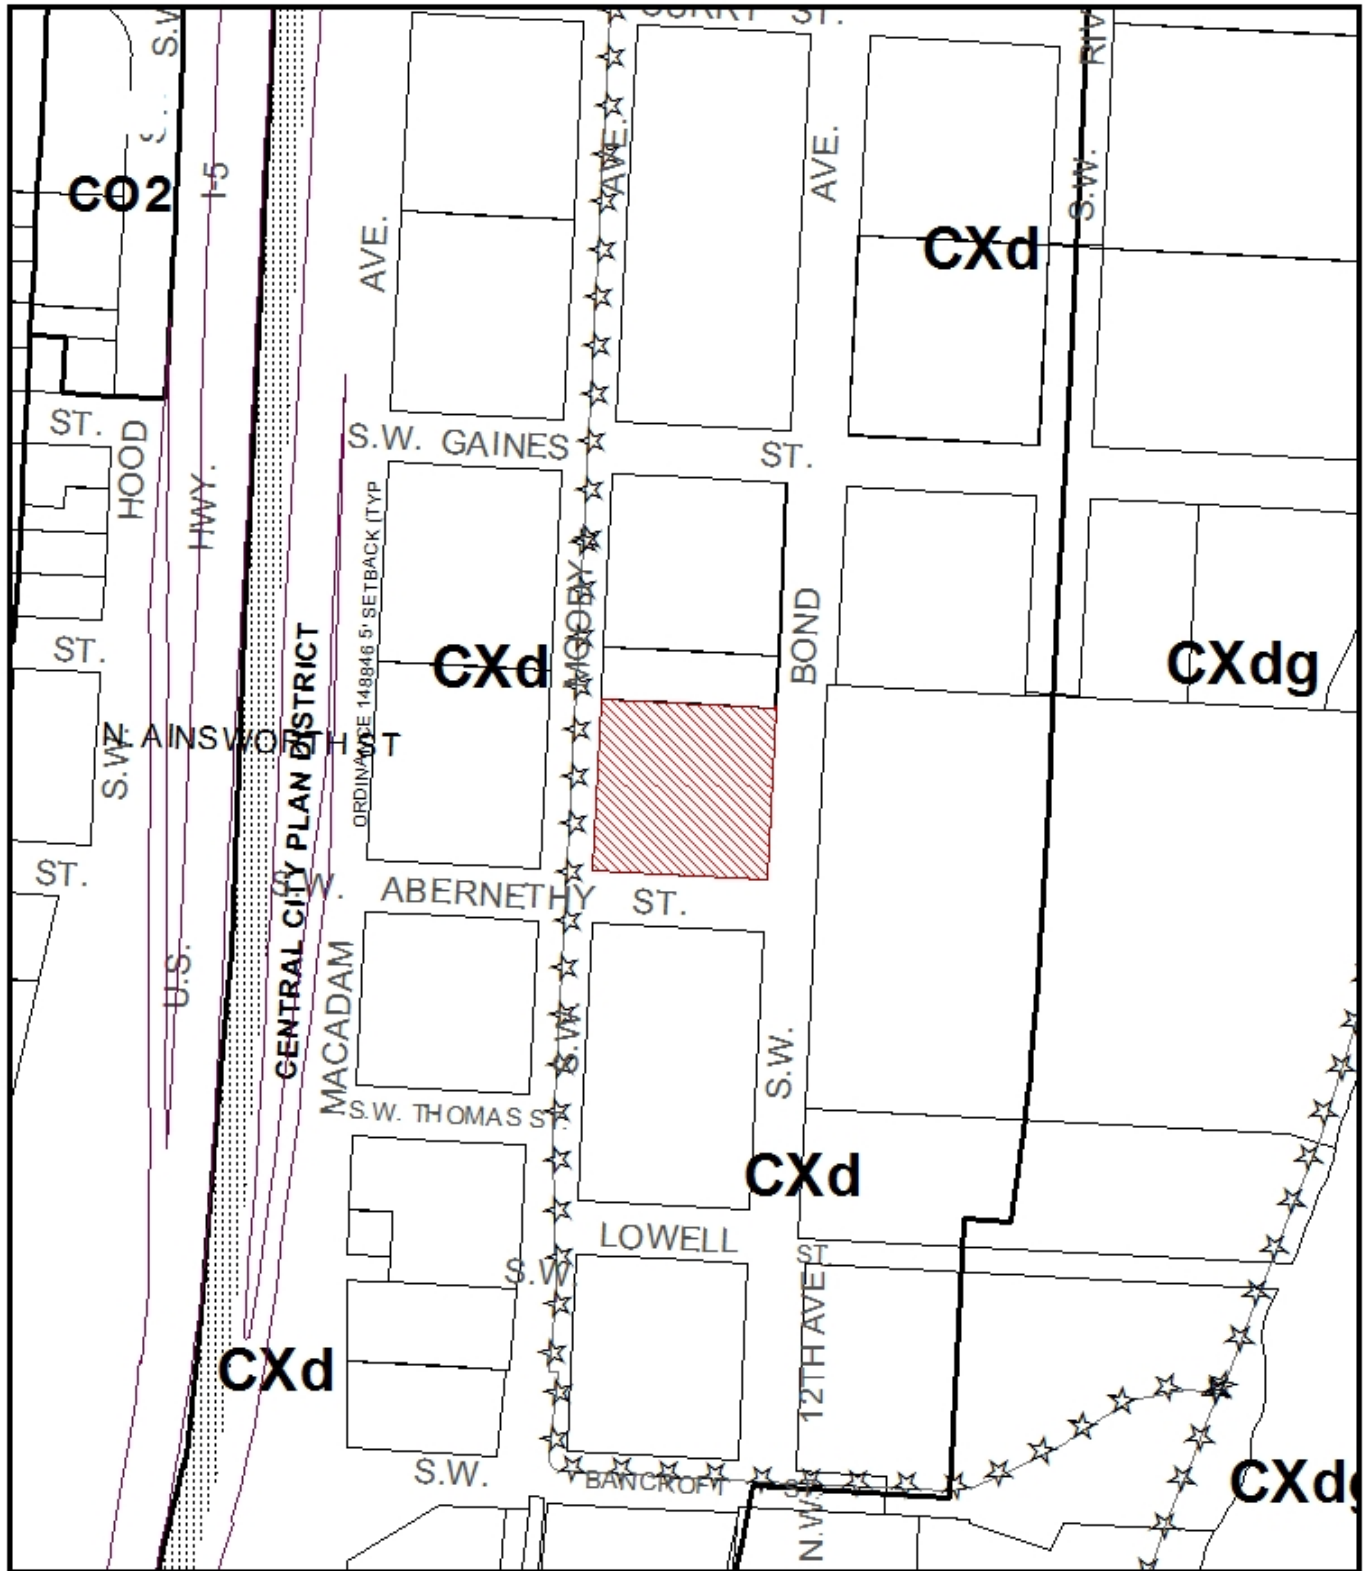 CURRY ST.
S.W.
RIV
S.W.
I-5
CO2
AVE.
AVE.
AVE.
CXd
ST.
HOOD
HWY.
S.W. GAINES
ST.
ORDINANCE 148846 5' SETBACK (TYP
MOODY
BOND
CXd
CXdg
ST.
S.W.
N. AINSWORTH ST
CENTRAL CITY PLAN DISTRICT
ST.
S.W.
ABERNETHY
ST.
U.S.
MACADAM
S.W.
S.W.
S.W. THOMAS ST.
CXd
LOWELL
ST.
S.W.
12TH AVE
CXd
S.W.
BANCROFT
ST.
N.W.
CXdg